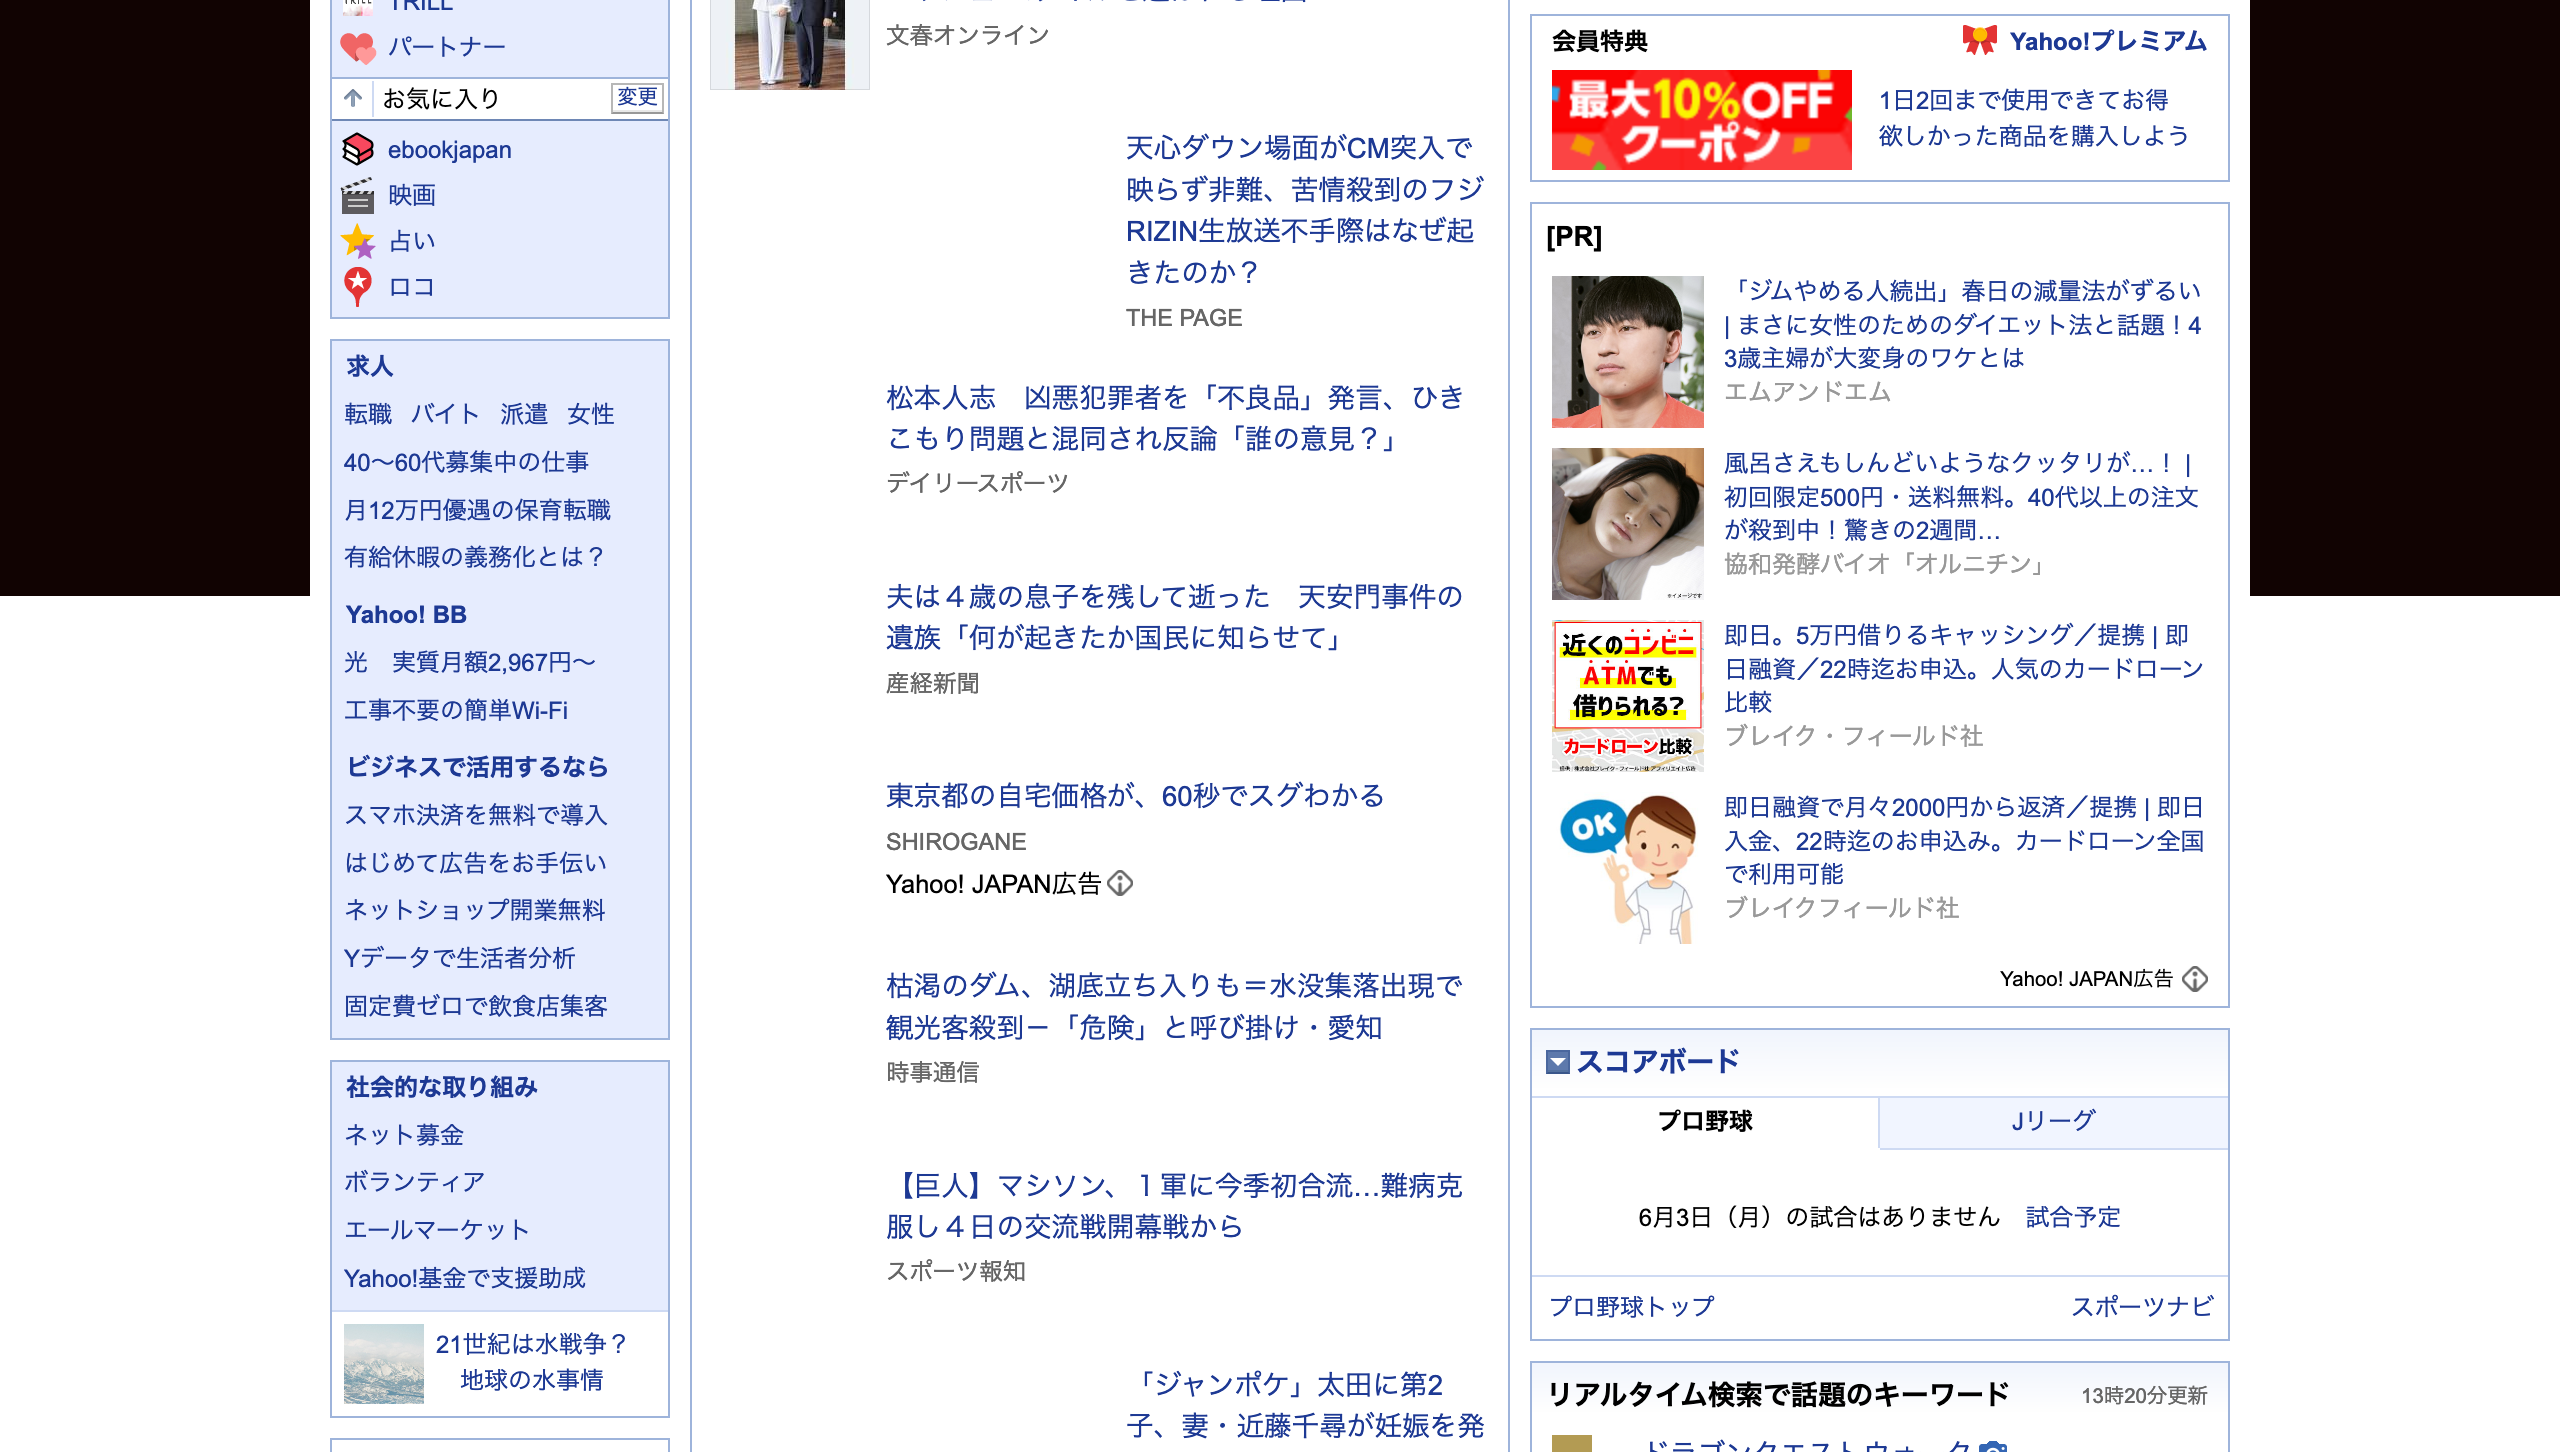 TRILL
パートナー
お気に入り
変更
ebookjapan
映画
占い
ロコ
求人
転職 バイト 派遣 女性
40〜60代募集中の仕事
月12万円優遇の保育転職
有給休暇の義務化とは？
Yahoo! BB
光　実質月額2,967円〜
工事不要の簡単Wi-Fi
ビジネスで活用するなら
スマホ決済を無料で導入
はじめて広告をお手伝い
ネットショップ開業無料
Yデータで生活者分析
固定費ゼロで飲食店集客
社会的な取り組み
ネット募金
ボランティア
エールマーケット
Yahoo!基金で支援助成
21世紀は水戦争？
地球の水事情
文春オンライン
天心ダウン場面がCM突入で
映らず非難、苦情殺到のフジ
RIZIN生放送不手際はなぜ起
きたのか？
THE PAGE
松本人志　凶悪犯罪者を「不良品」発言、ひき
こもり問題と混同され反論「誰の意見？」
デイリースポーツ
夫は４歳の息子を残して逝った　天安門事件の
遺族「何が起きたか国民に知らせて」
産経新聞
東京都の自宅価格が、60秒でスグわかる
SHIROGANE
Yahoo! JAPAN広告
枯渇のダム、湖底立ち入りも＝水没集落出現で
観光客殺到－「危険」と呼び掛け・愛知
時事通信
【巨人】マシソン、１軍に今季初合流…難病克
服し４日の交流戦開幕戦から
スポーツ報知
「ジャンポケ」太田に第2
子、妻・近藤千尋が妊娠を発
会員特典
Yahoo!プレミアム
最大10%OFF
クーポン
1日2回まで使用できてお得
欲しかった商品を購入しよう
[PR]
「ジムやめる人続出」春日の減量法がずるい
| まさに女性のためのダイエット法と話題！4
3歳主婦が大変身のワケとは
エムアンドエム
風呂さえもしんどいようなクッタリが…！ |
初回限定500円・送料無料。40代以上の注文
が殺到中！驚きの2週間…
協和発酵バイオ「オルニチン」
※イメージです
近くのコンビニ
ATMでも
借りられる?
カードローン比較
即日。5万円借りるキャッシング／提携 | 即
日融資／22時迄お申込。人気のカードローン
比較
ブレイク・フィールド社
OK
即日融資で月々2000円から返済／提携 | 即日
入金、22時迄のお申込み。カードローン全国
で利用可能
ブレイクフィールド社
Yahoo! JAPAN広告
スコアボード
プロ野球
Jリーグ
6月3日（月）の試合はありません　試合予定
プロ野球トップ
スポーツナビ
リアルタイム検索で話題のキーワード
13時20分更新
ドラゴンクエストウォーク